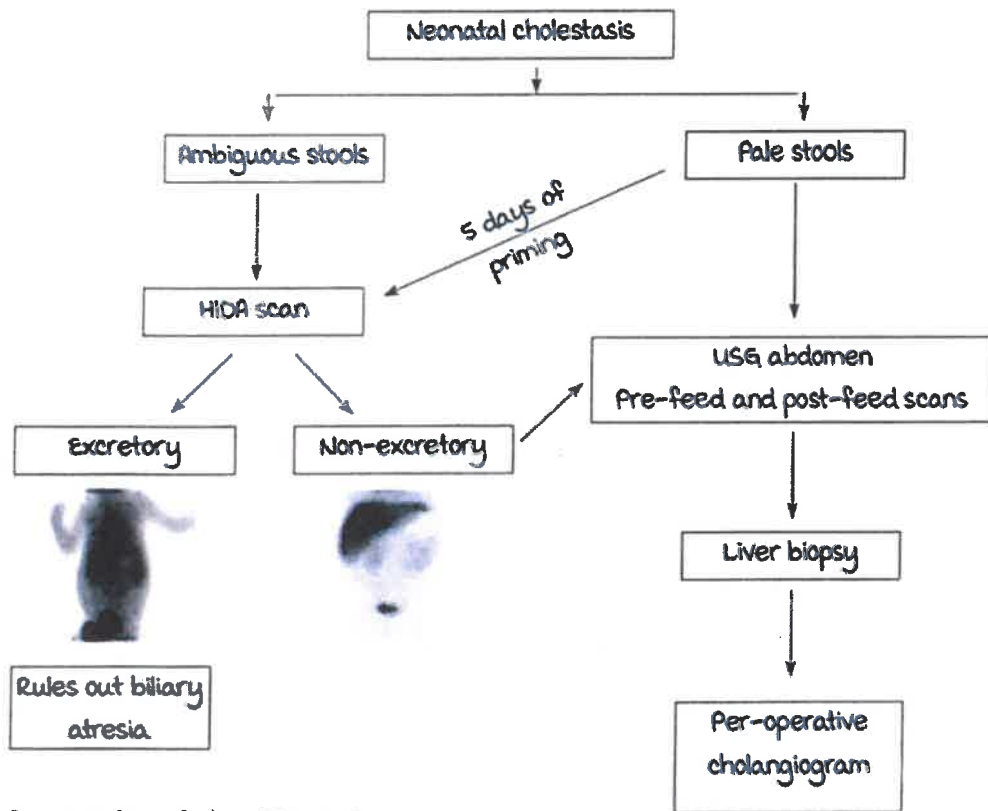 Neonatal cholestasis
Ambiguous stools
Pale stools
5 days of
priming
HIDA scan
USG abdomen
Pre-feed and post-feed scans
Excretory
Non-excretory
Liver biopsy
Rules out biliary
atresia
Per-operative
cholangiogram